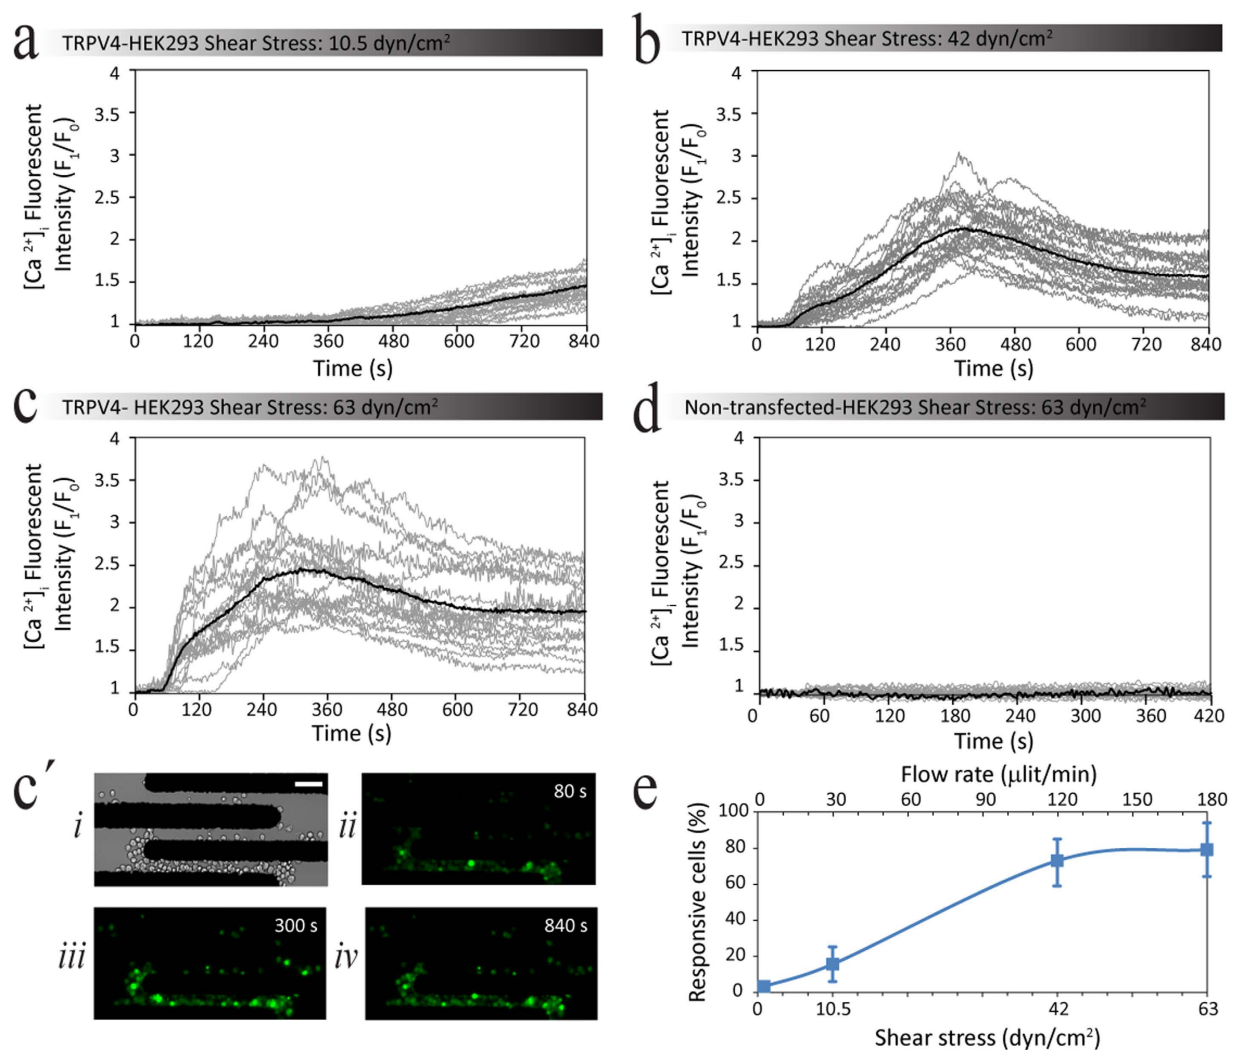 a
TRPV4-HEK293 Shear Stress: 10.5 dyn/cm²
[Ca ²⁺]ᵢ Fluorescent
Intensity (F₁/F₀)
4
3.5
3
2.5
2
1.5
1
0 120 240 360 480 600 720 840
Time (s)
b
TRPV4-HEK293 Shear Stress: 42 dyn/cm²
[Ca ²⁺]ᵢ Fluorescent
Intensity (F₁/F₀)
4
3.5
3
2.5
2
1.5
1
0 120 240 360 480 600 720 840
Time (s)
c
TRPV4- HEK293 Shear Stress: 63 dyn/cm²
[Ca ²⁺]ᵢ Fluorescent
Intensity (F₁/F₀)
4
3.5
3
2.5
2
1.5
1
0 120 240 360 480 600 720 840
Time (s)
d
Non-transfected-HEK293 Shear Stress: 63 dyn/cm²
[Ca ²⁺]ᵢ Fluorescent
Intensity (F₁/F₀)
4
3.5
3
2.5
2
1.5
1
0 60 120 180 240 300 360 420
Time (s)
c′
i
ii
80 s
iii
300 s
iv
840 s
e
Flow rate (µlit/min)
0 30 60 90 120 150 180
Responsive cells (%)
100
80
60
40
20
0
0 10.5 42 63
Shear stress (dyn/cm²)